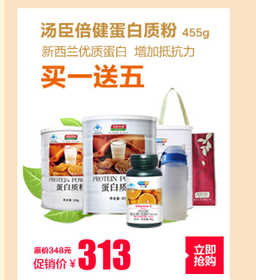 汤臣倍健蛋白质粉 455g
新西兰优质蛋白 增加抵抗力
买一送五
PROTEIN POWDER
蛋白质粉
PROTEIN PO
蛋白质粉
原价348元
促销价 ¥313
立即
抢购